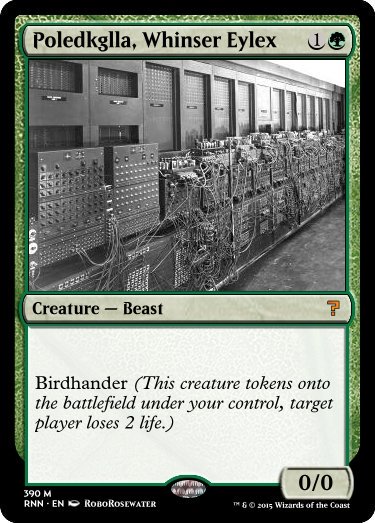 Poledkglla, Whinser Eylex 1
Creature — Beast ?
Birdhander (This creature tokens onto
the battlefield under your control, target
player loses 2 life.)
0/0
390 M
RNN • EN RoboRosewater
™ & © 2015 Wizards of the Coast